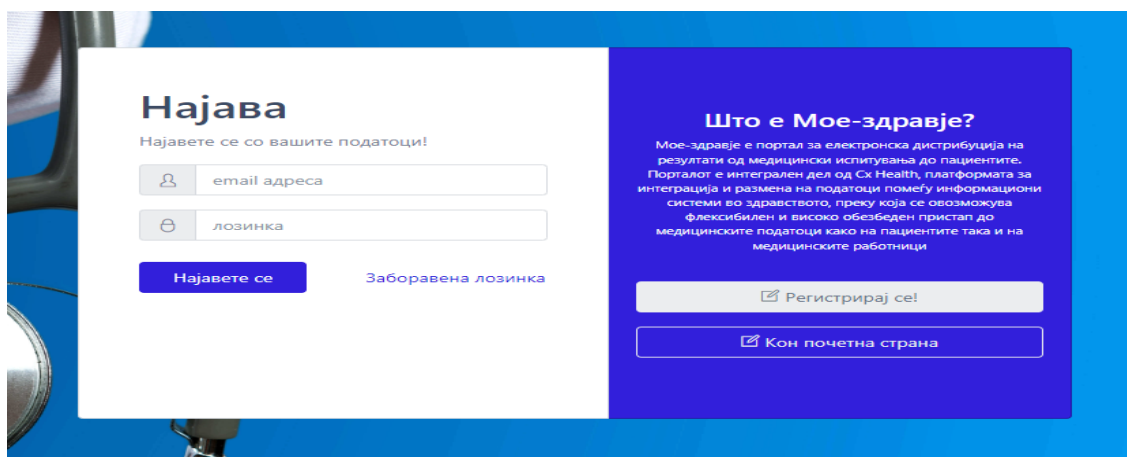 Најава
Најавете се со вашите податоци!
email адреса
лозинка
Најавете се
Заборавена лозинка
Што е Мое-здравје?
Мое-здравје е портал за електронска дистрибуција на
резултати од медицински испитувања до пациентите.
Порталот е интегрален дел од Cx Health, платформата за
интеграција и размена на податоци помеѓу информациони
системи во здравството, преку која се овозможува
флексибилен и високо обезбеден пристап до
медицинските податоци како на пациентите така и на
медицинските работници
Регистрирај се!
Кон почетна страна